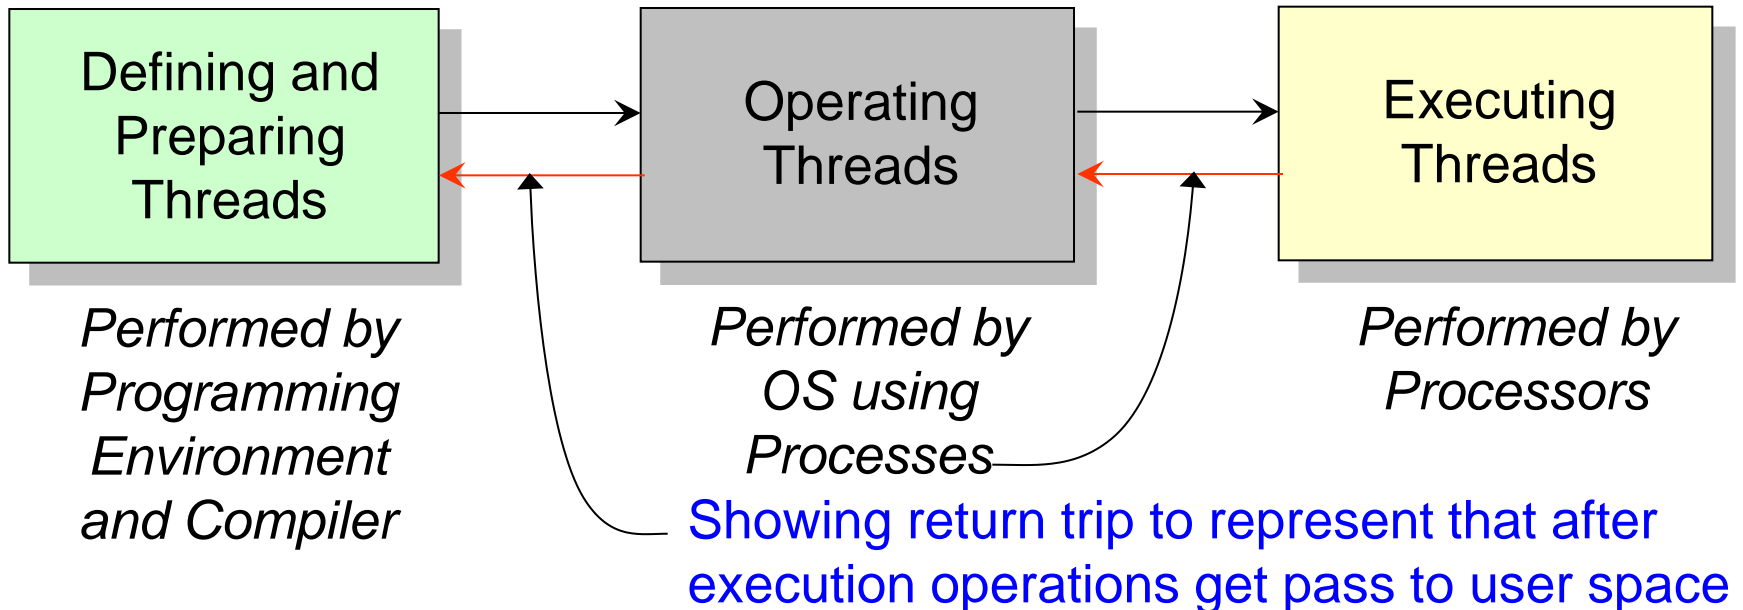 Defining and
Preparing
Threads
Operating
Threads
Executing
Threads
Performed by
Programming
Environment
and Compiler
Performed by
OS using
Processes
Performed by
Processors
Showing return trip to represent that after
execution operations get pass to user space